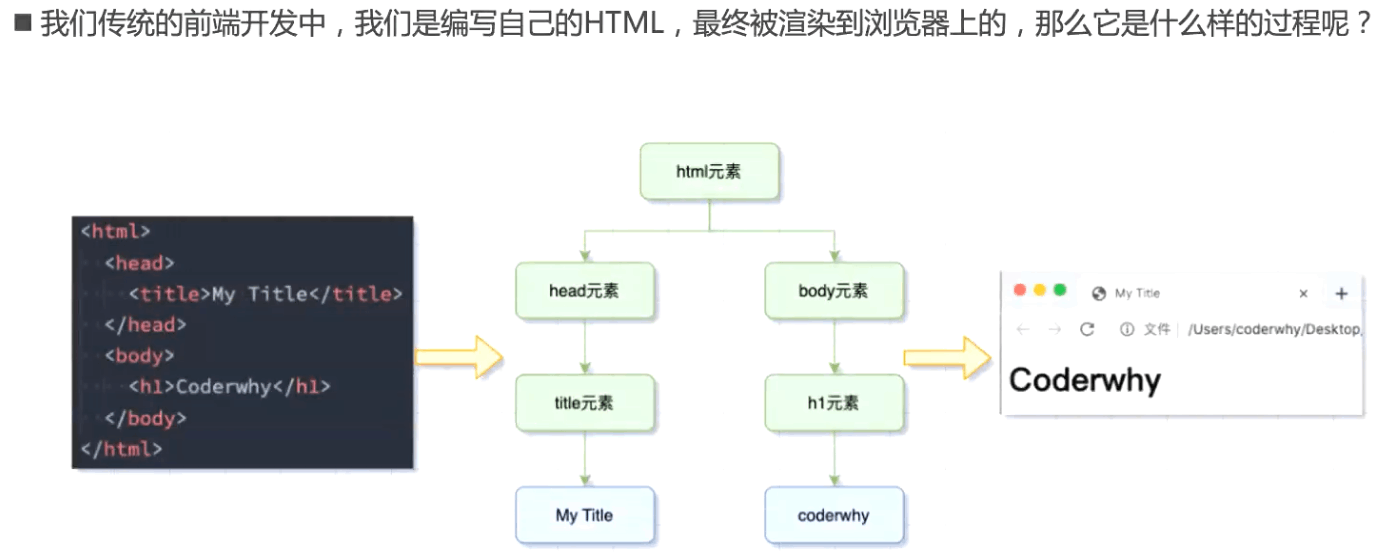 ■ 我们传统的前端开发中，我们是编写自己的HTML，最终被渲染到浏览器上的，那么它是什么样的过程呢？
<html>
<head>
<title>My Title</title>
</head>
<body>
<h1>Coderwhy</h1>
</body>
</html>
html元素
head元素
body元素
title元素
h1元素
My Title
coderwhy
My Title
文件
/Users/coderwhy/Desktop
Coderwhy